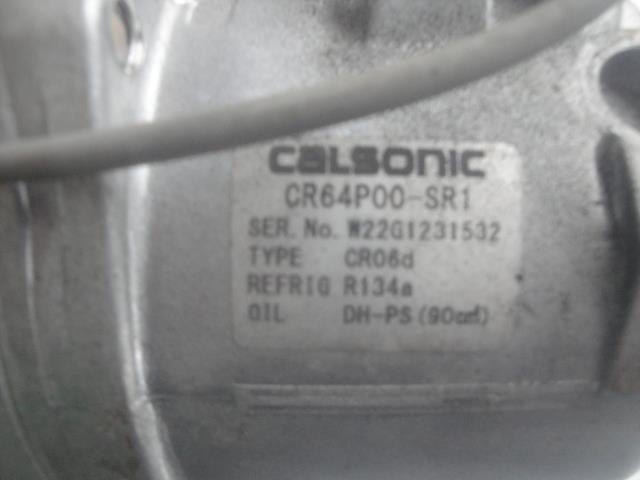 CALSONIC
CR64P00-SR1
SER. No. W22G1231532
TYPE CR06d
REFRIG R134a
OIL DH-PS (90cm³)